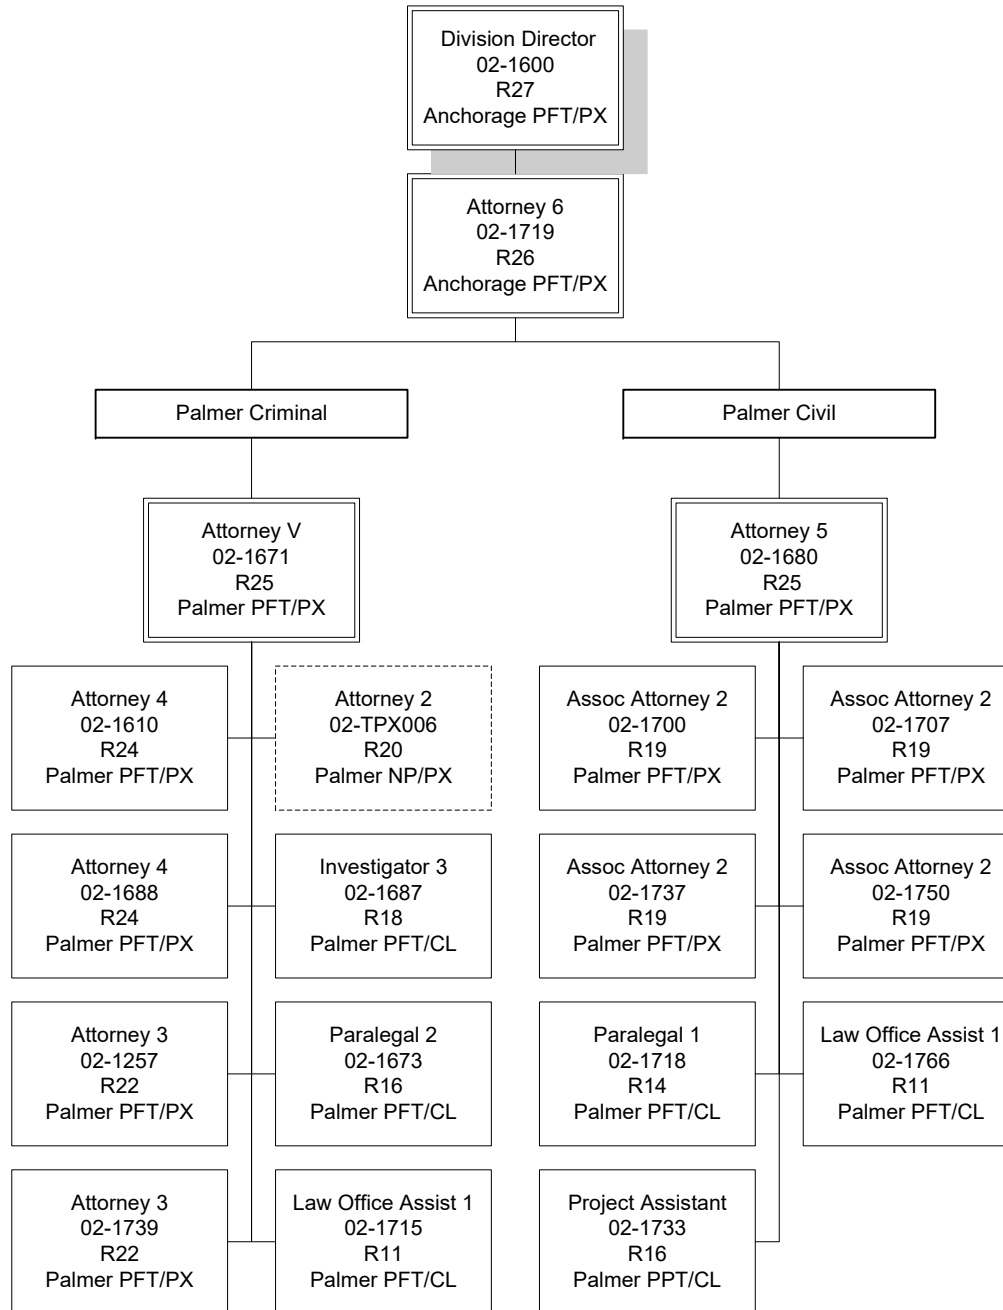 Division Director
02-1600
R27
Anchorage PFT/PX
Attorney 6
02-1719
R26
Anchorage PFT/PX
Palmer Criminal
Palmer Civil
Attorney V
02-1671
R25
Palmer PFT/PX
Attorney 5
02-1680
R25
Palmer PFT/PX
Attorney 4
02-1610
R24
Palmer PFT/PX
Attorney 2
02-TPX006
R20
Palmer NP/PX
Assoc Attorney 2
02-1700
R19
Palmer PFT/PX
Assoc Attorney 2
02-1707
R19
Palmer PFT/PX
Attorney 4
02-1688
R24
Palmer PFT/PX
Investigator 3
02-1687
R18
Palmer PFT/CL
Assoc Attorney 2
02-1737
R19
Palmer PFT/PX
Assoc Attorney 2
02-1750
R19
Palmer PFT/PX
Attorney 3
02-1257
R22
Palmer PFT/PX
Paralegal 2
02-1673
R16
Palmer PFT/CL
Paralegal 1
02-1718
R14
Palmer PFT/CL
Law Office Assist 1
02-1766
R11
Palmer PFT/CL
Attorney 3
02-1739
R22
Palmer PFT/PX
Law Office Assist 1
02-1715
R11
Palmer PFT/CL
Project Assistant
02-1733
R16
Palmer PPT/CL